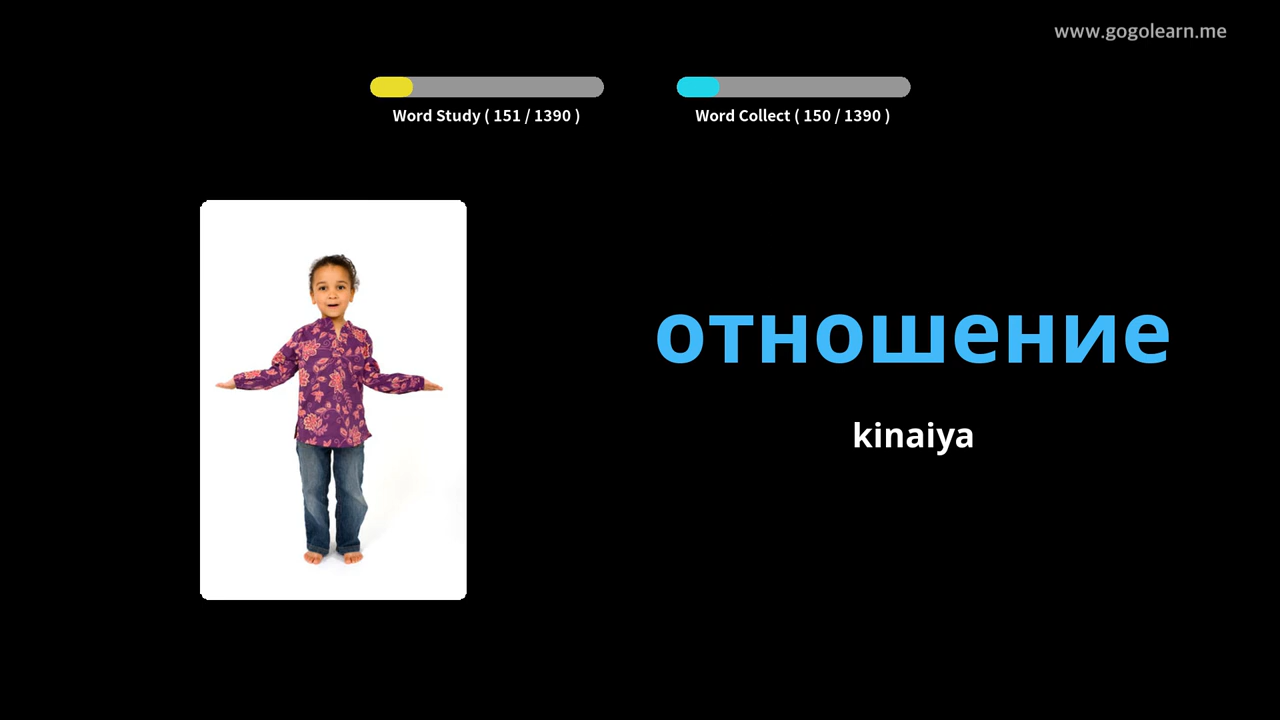 www.gogolearn.me
Word Study ( 151 / 1390 )
Word Collect ( 150 / 1390 )
отношение
kinaiya